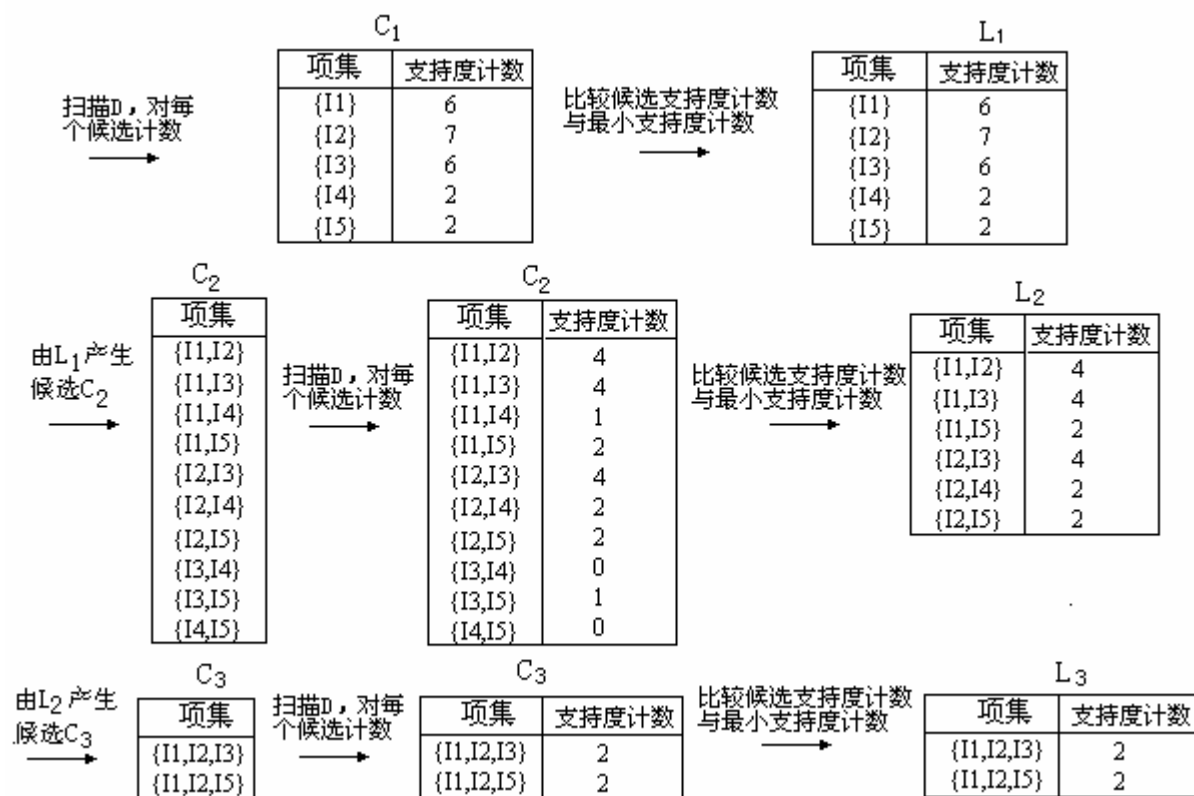 C1
L1
项集 支持度计数
项集 支持度计数
扫描D,对每
个候选计数
比较候选支持度计数
与最小支持度计数
{I1} 6
{I2} 7
{I3} 6
{I4} 2
{I5} 2
{I1} 6
{I2} 7
{I3} 6
{I4} 2
{I5} 2
由L1产生
候选C2
C2
项集
{I1,I2}
{I1,I3}
{I1,I4}
{I1,I5}
{I2,I3}
{I2,I4}
{I2,I5}
{I3,I4}
{I3,I5}
{I4,I5}
扫描D,对每
个候选计数
C2
项集 支持度计数
{I1,I2} 4
{I1,I3} 4
{I1,I4} 1
{I1,I5} 2
{I2,I3} 4
{I2,I4} 2
{I2,I5} 2
{I3,I4} 0
{I3,I5} 1
{I4,I5} 0
比较候选支持度计数
与最小支持度计数
L2
项集 支持度计数
{I1,I2} 4
{I1,I3} 4
{I1,I5} 2
{I2,I3} 4
{I2,I4} 2
{I2,I5} 2
由L2产生
候选C3
C3
项集
{I1,I2,I3}
{I1,I2,I5}
扫描D,对每
个候选计数
C3
项集 支持度计数
{I1,I2,I3} 2
{I1,I2,I5} 2
比较候选支持度计数
与最小支持度计数
L3
项集 支持度计数
{I1,I2,I3} 2
{I1,I2,I5} 2